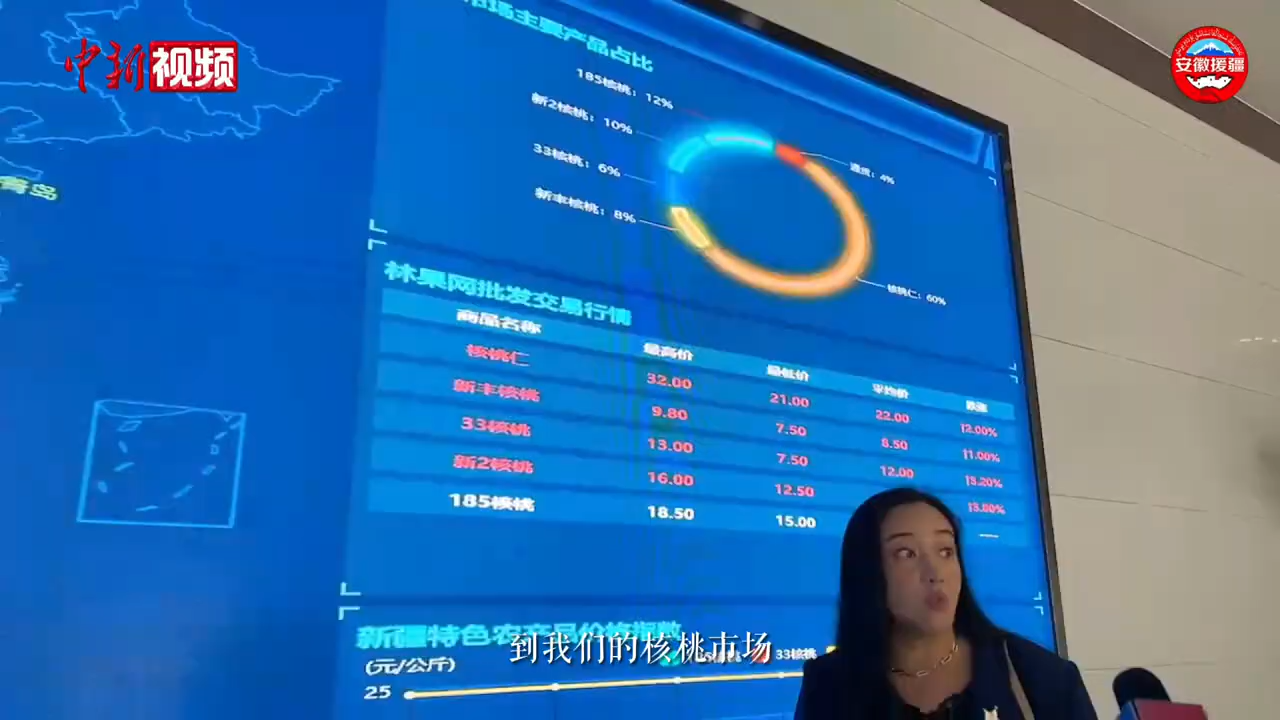 中新视频
安徽援疆
青岛
市场主要产品占比
185核桃：12%
新2核桃：10%
33核桃：6%
新丰核桃：8%
4%
核桃仁：60%
林果网批发交易行情
商品名称 最高价 最低价 平均价 跌涨
核桃仁 32.00 21.00 22.00 12.00%
新丰核桃 9.80 7.50 8.50 11.00%
33核桃 13.00 7.50 12.00
新2核桃 16.00 12.50
185核桃 18.50 15.00 ----
新疆特色农产品价格指数
(元/公斤)
33核桃
25
到我们的核桃市场